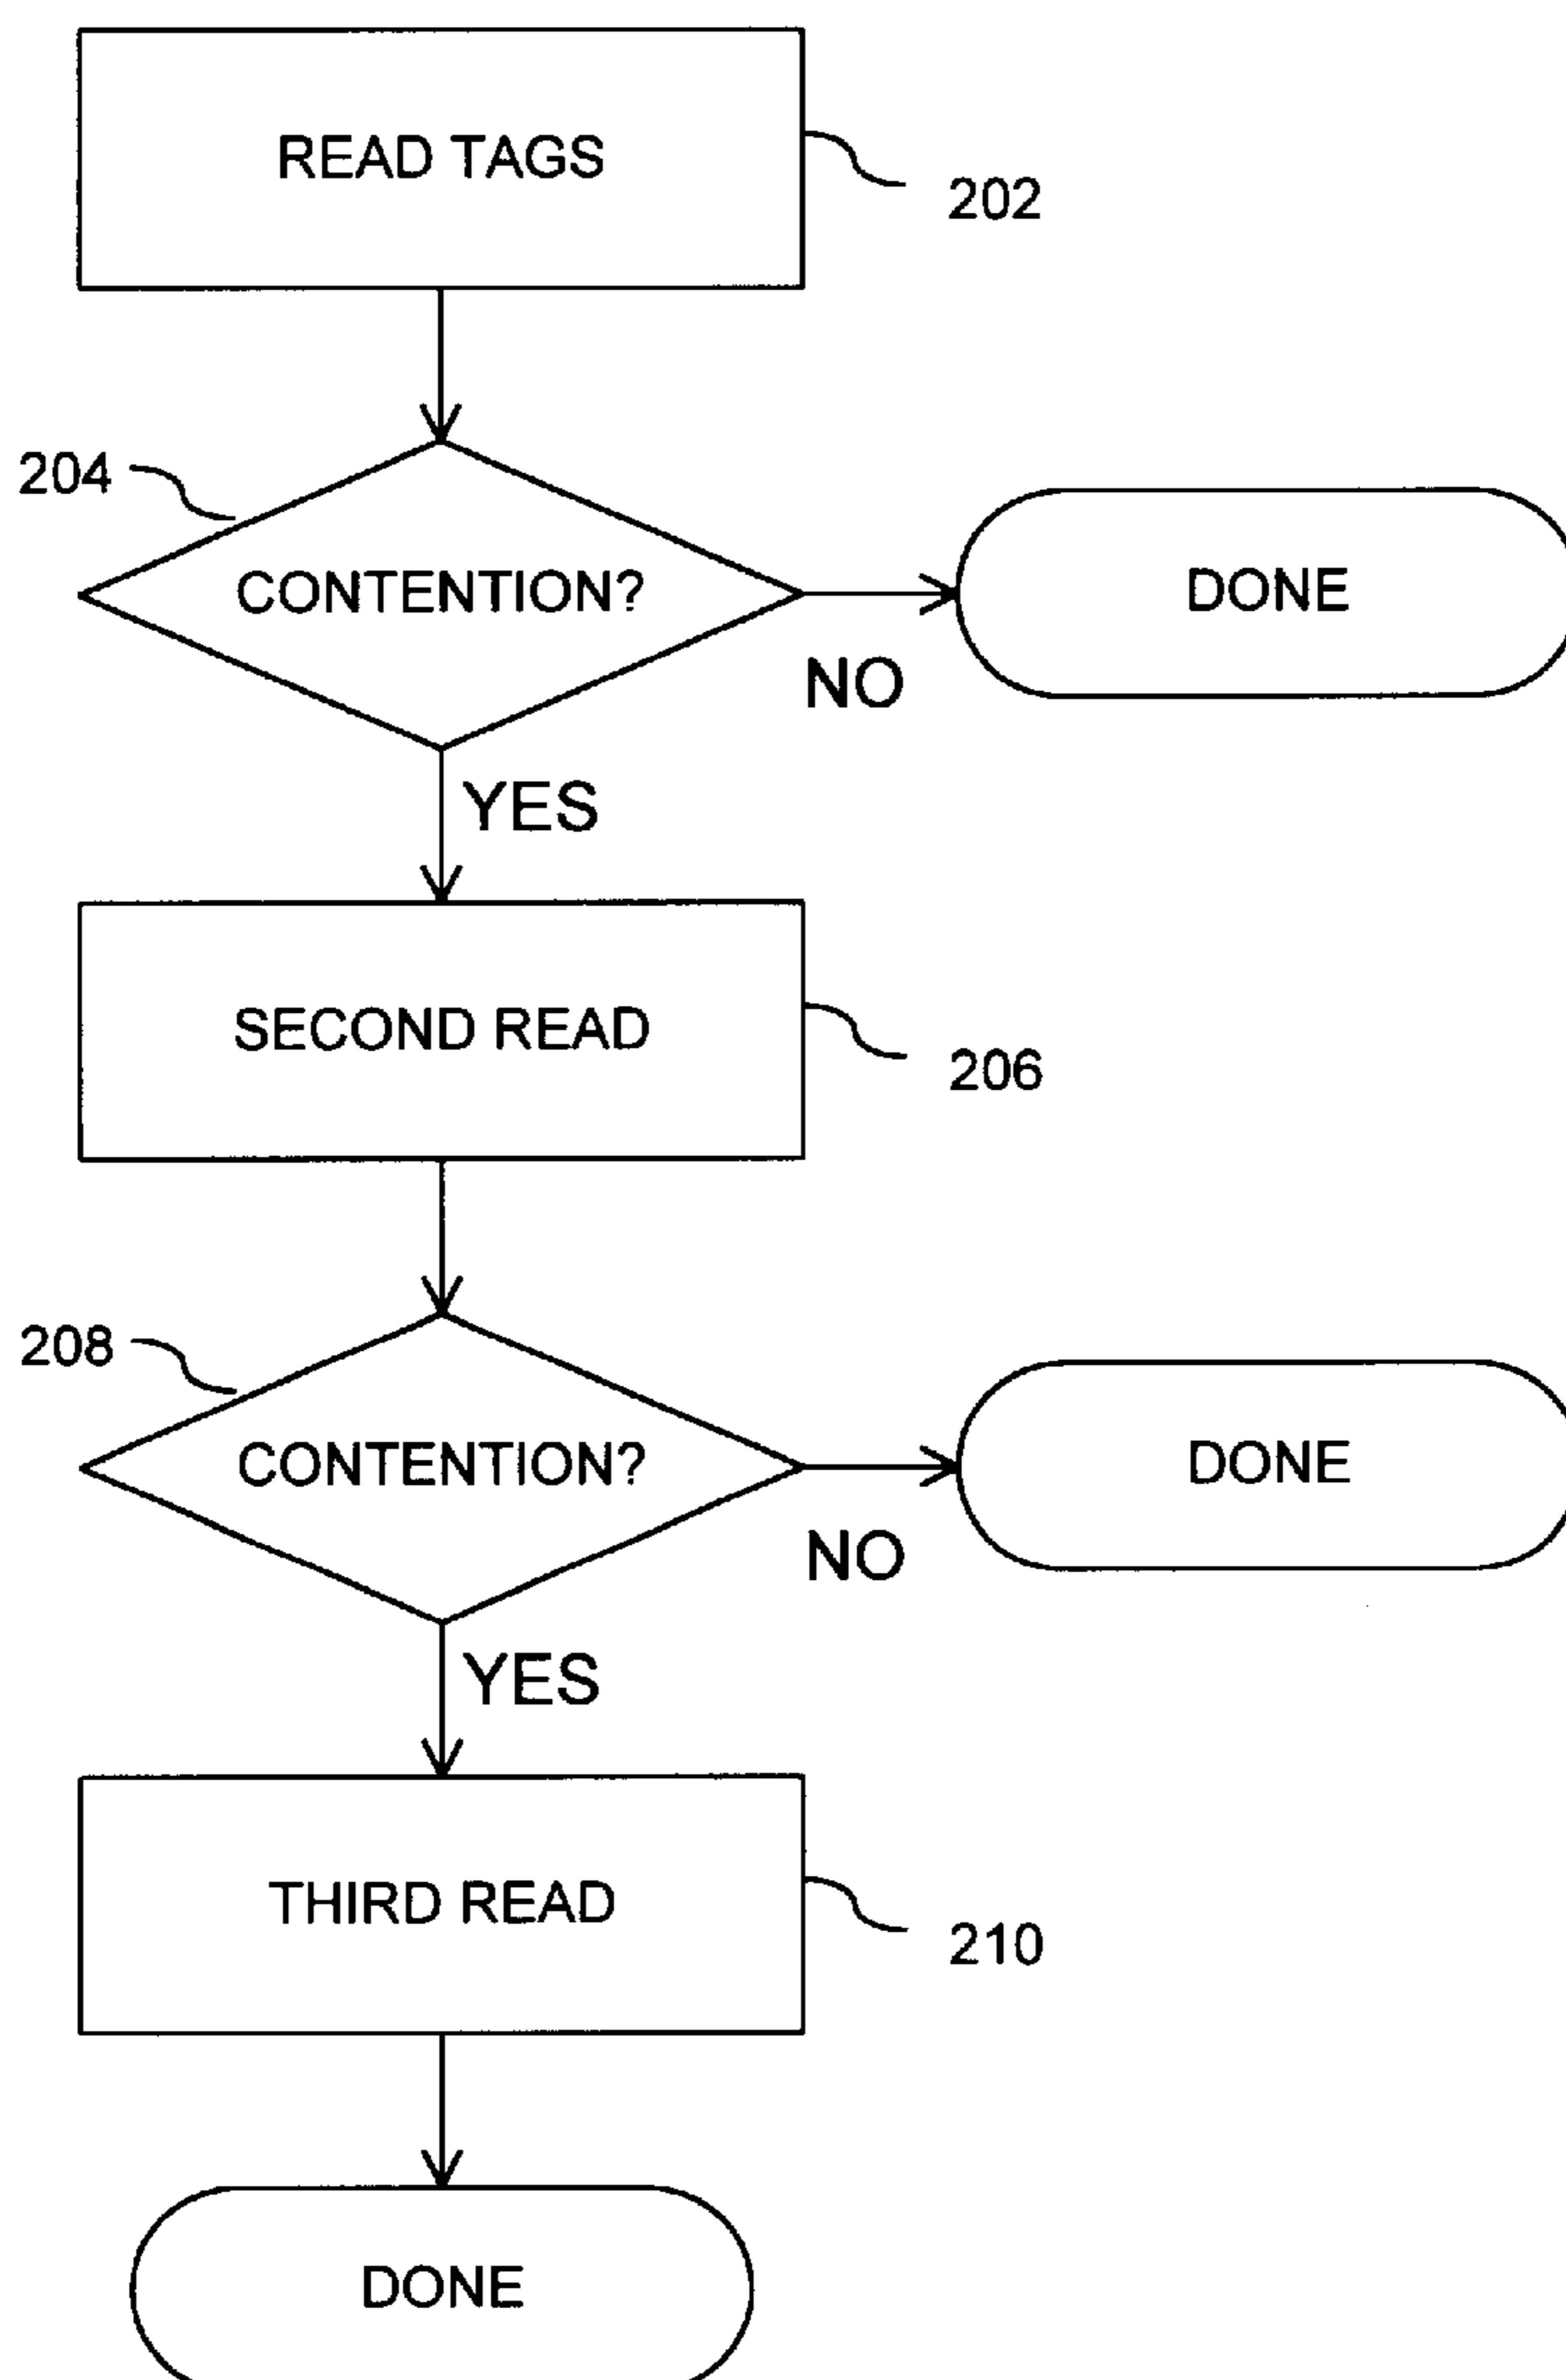 READ TAGS
202
204
CONTENTION?
DONE
NO
YES
SECOND READ
206
208
CONTENTION?
DONE
NO
YES
THIRD READ
210
DONE